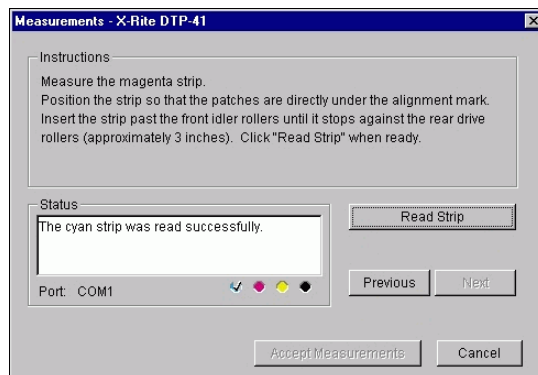 Measurements - X-Rite DTP-41
Instructions
Measure the magenta strip.
Position the strip so that the patches are directly under the alignment mark.
Insert the strip past the front idler rollers until it stops against the rear drive
rollers (approximately 3 inches).  Click "Read Strip" when ready.
Status
The cyan strip was read successfully.
Read Strip
Port:  COM1
Previous
Next
Accept Measurements
Cancel